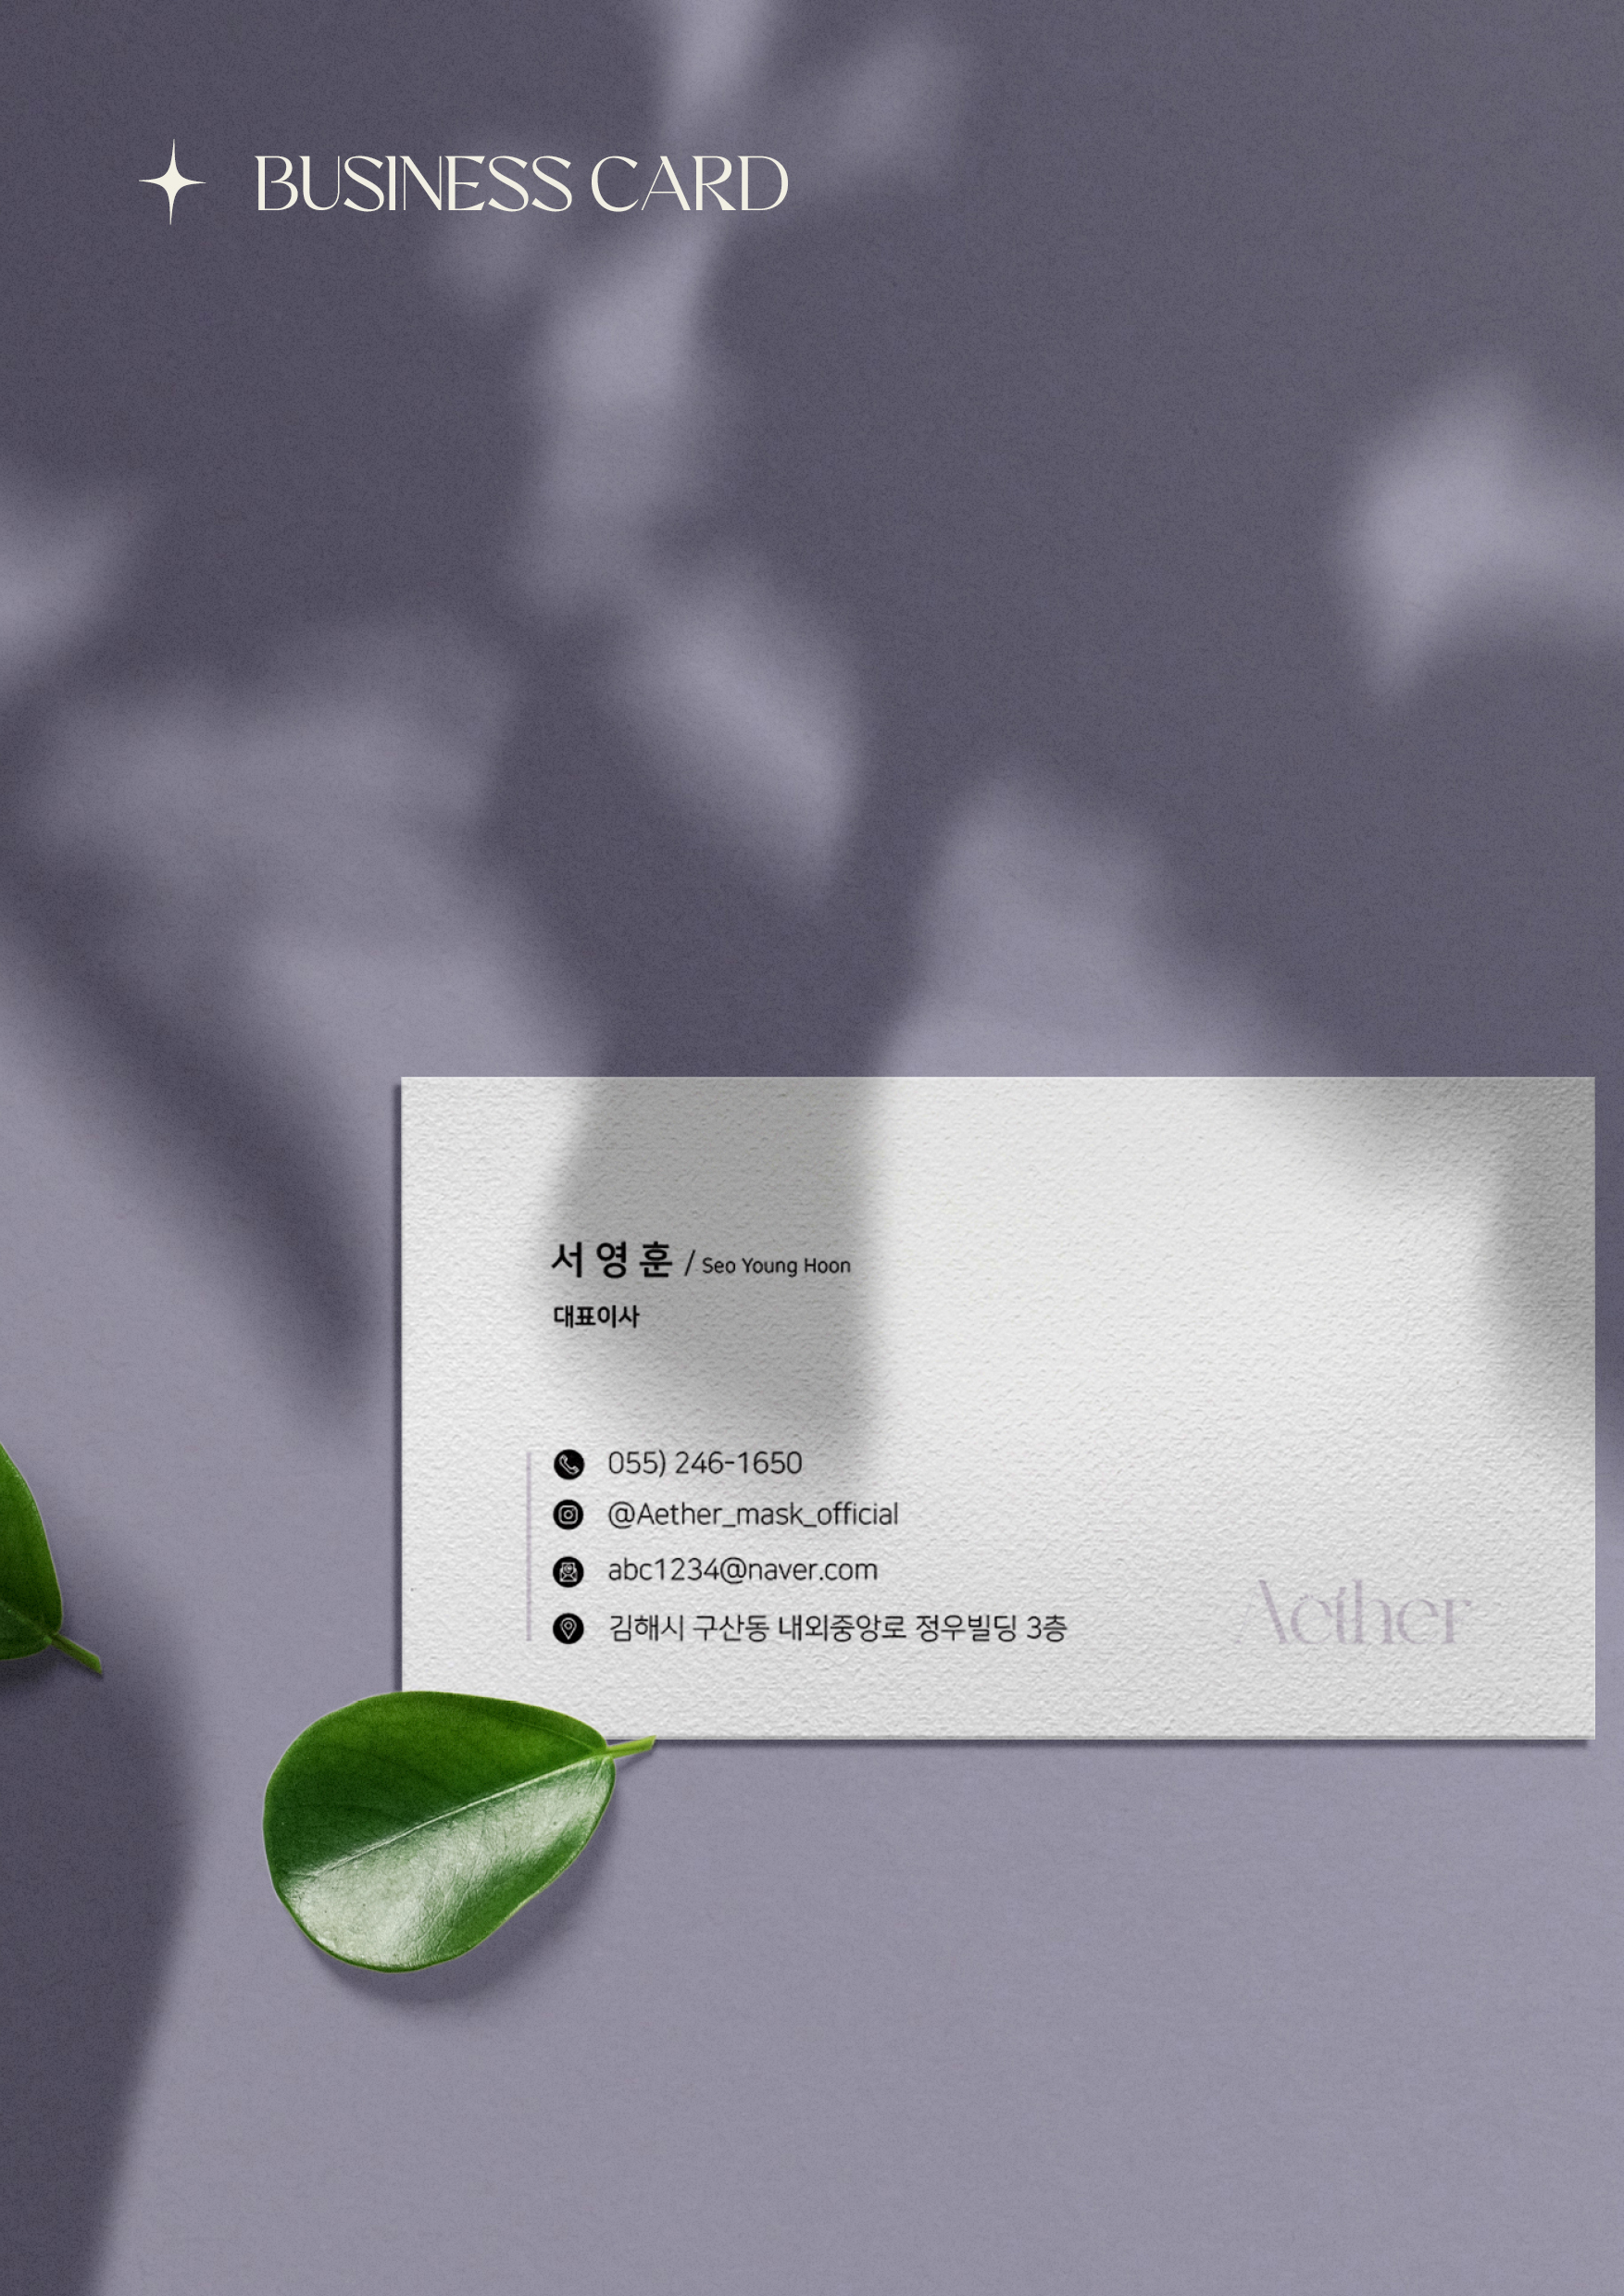 BUSINESS CARD
서영훈 / Seo Young Hoon
대표이사
055) 246-1650
@Aether_mask_official
abc1234@naver.com
김해시 구산동 내외중앙로 정우빌딩 3층
Aether